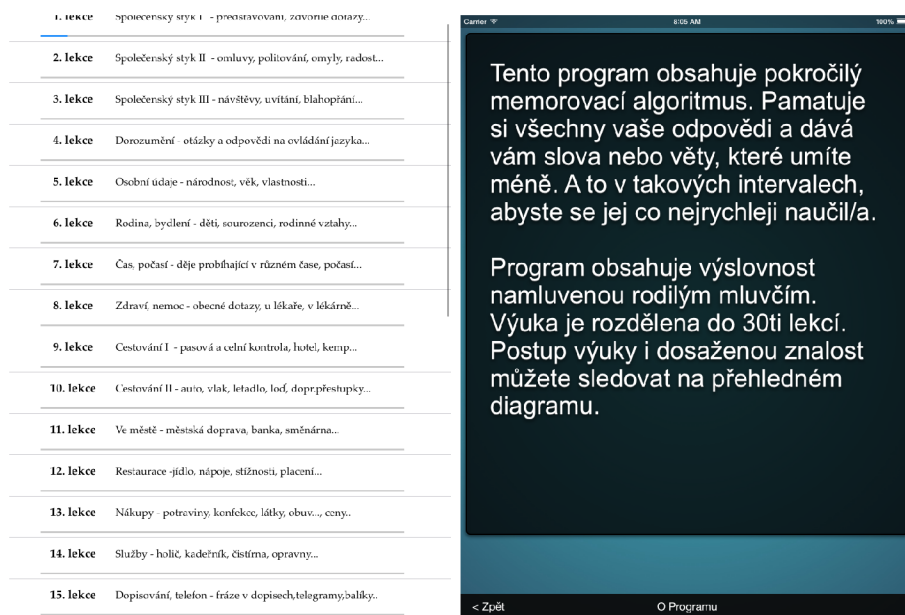 1. lekce Společenský styk I - představování, zdvořilé dotazy...
2. lekce Společenský styk II - omluvy, politování, omyly, radost...
3. lekce Společenský styk III - návštěvy, uvítání, blahopřání...
4. lekce Dorozumění - otázky a odpovědi na ovládání jazyka...
5. lekce Osobní údaje - národnost, věk, vlastnosti...
6. lekce Rodina, bydlení - děti, sourozenci, rodinné vztahy...
7. lekce Čas, počasí - děje probíhající v různém čase, počasí...
8. lekce Zdraví, nemoc - obecné dotazy, u lékaře, v lékárně...
9. lekce Cestování I - pasová a celní kontrola, hotel, kemp...
10. lekce Cestování II - auto, vlak, letadlo, loď, dopr.přestupky...
11. lekce Ve městě - městská doprava, banka, směnárna...
12. lekce Restaurace -jídlo, nápoje, stížnosti, placení...
13. lekce Nákupy - potraviny, konfekce, látky, obuv..., ceny..
14. lekce Služby - holič, kadeřník, čistírna, opravny...
15. lekce Dopisování, telefon - fráze v dopisech,telegramy,balíky..
Carrier 6:05 AM 100%
Tento program obsahuje pokročilý
memorovací algoritmus. Pamatuje
si všechny vaše odpovědi a dává
vám slova nebo věty, které umíte
méně. A to v takových intervalech,
abyste se jej co nejrychleji naučil/a.
Program obsahuje výslovnost
namluvenou rodilým mluvčím.
Výuka je rozdělena do 30ti lekcí.
Postup výuky i dosaženou znalost
můžete sledovat na přehledném
diagramu.
< Zpět O Programu